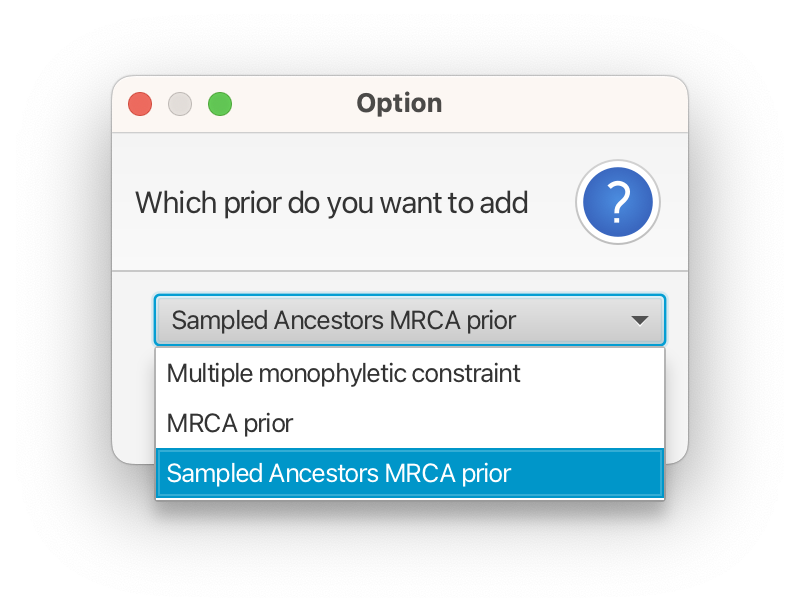 Option
Which prior do you want to add
?
Sampled Ancestors MRCA prior
Multiple monophyletic constraint
MRCA prior
Sampled Ancestors MRCA prior